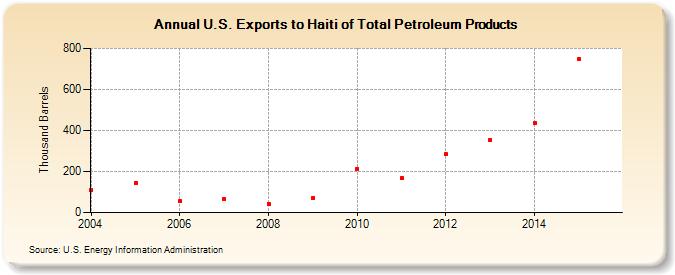 Annual U.S. Exports to Haiti of Total Petroleum Products
Thousand Barrels
800
600
400
200
0
2004 2006 2008 2010 2012 2014
Source: U.S. Energy Information Administration